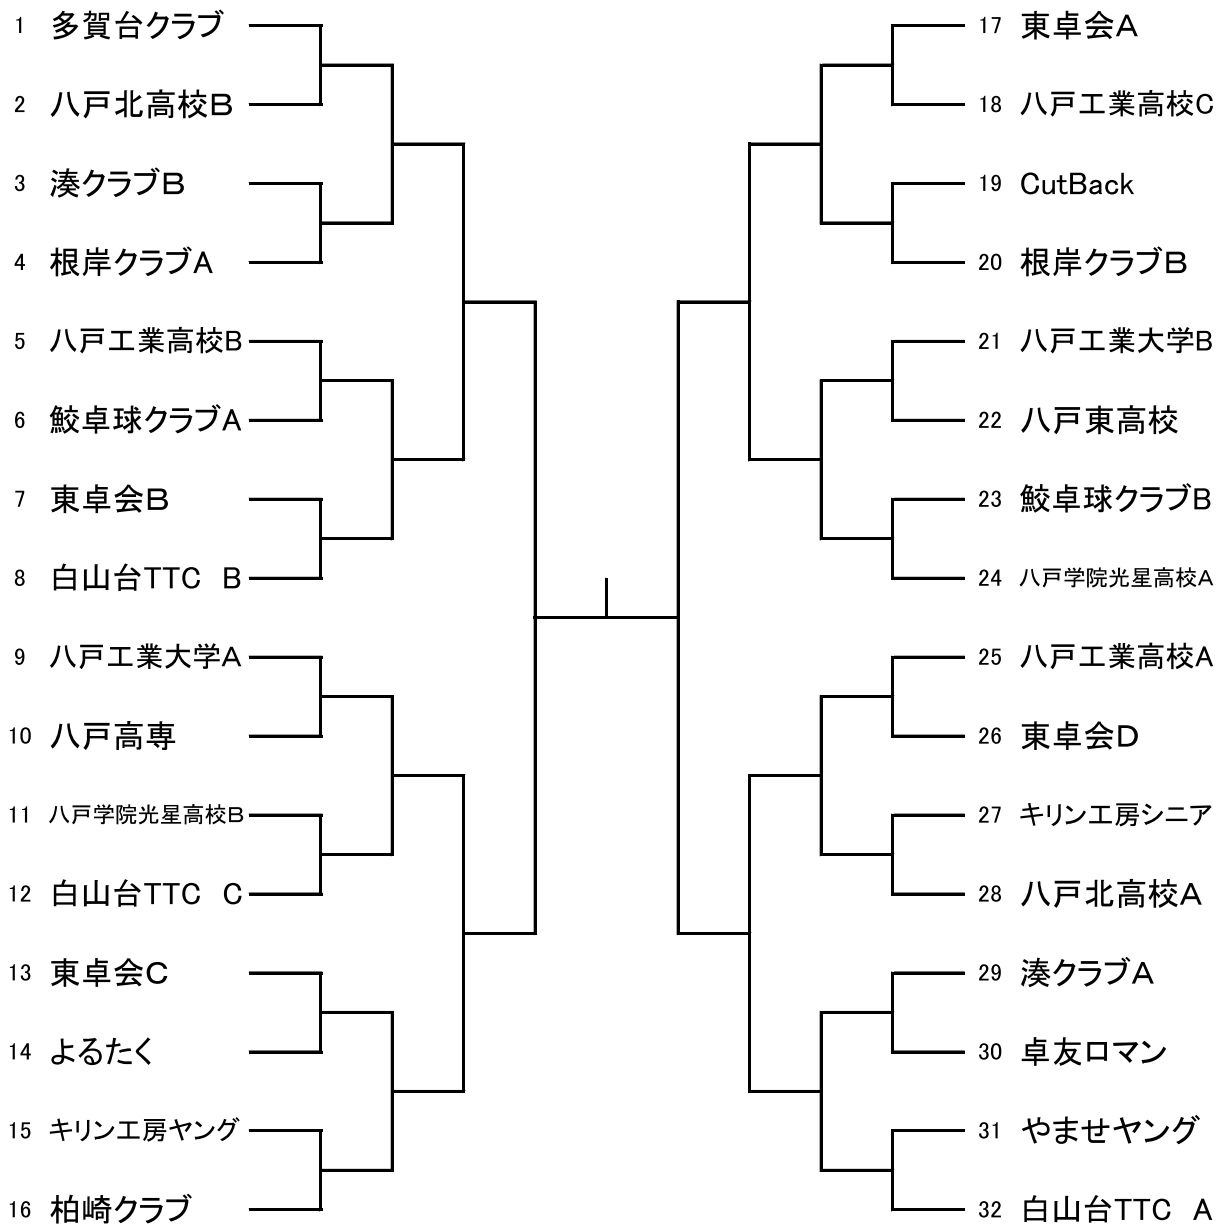 1 多賀台クラブ
2 八戸北高校B
3 湊クラブB
4 根岸クラブA
5 八戸工業高校B
6 鮫卓球クラブA
7 東卓会B
8 白山台TTC　B
9 八戸工業大学A
10 八戸高専
11 八戸学院光星高校B
12 白山台TTC　C
13 東卓会C
14 よるたく
15 キリン工房ヤング
16 柏崎クラブ
17 東卓会A
18 八戸工業高校C
19 CutBack
20 根岸クラブB
21 八戸工業大学B
22 八戸東高校
23 鮫卓球クラブB
24 八戸学院光星高校A
25 八戸工業高校A
26 東卓会D
27 キリン工房シニア
28 八戸北高校A
29 湊クラブA
30 卓友ロマン
31 やませヤング
32 白山台TTC　A